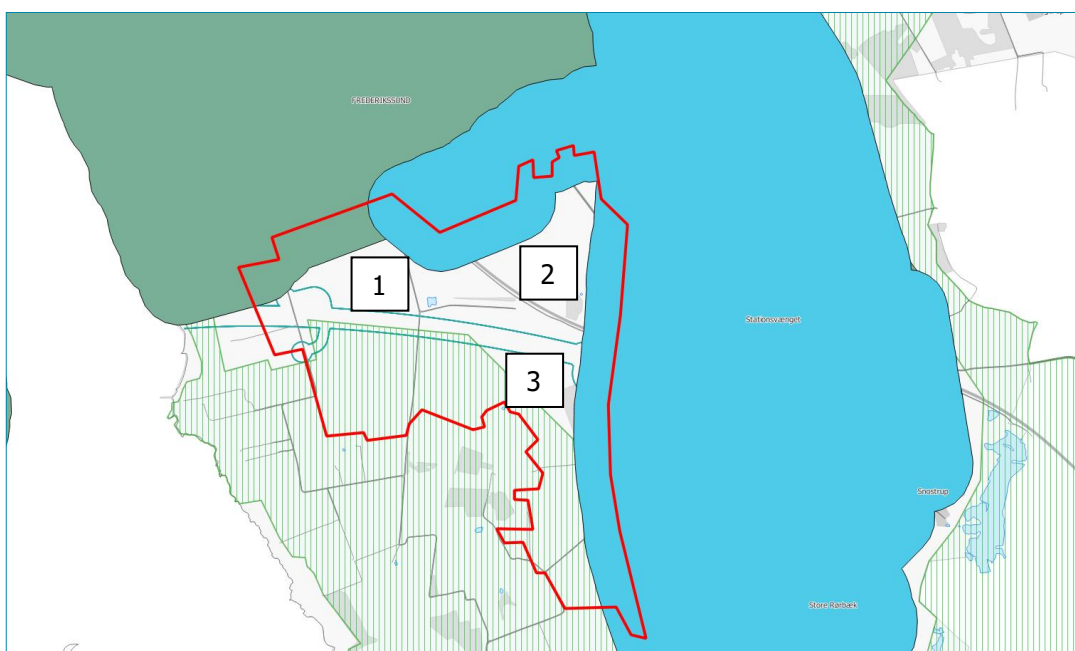 FREDERIKSSUND
1
2
Stationsvænget
3
Snostrup
Store Rørbæk